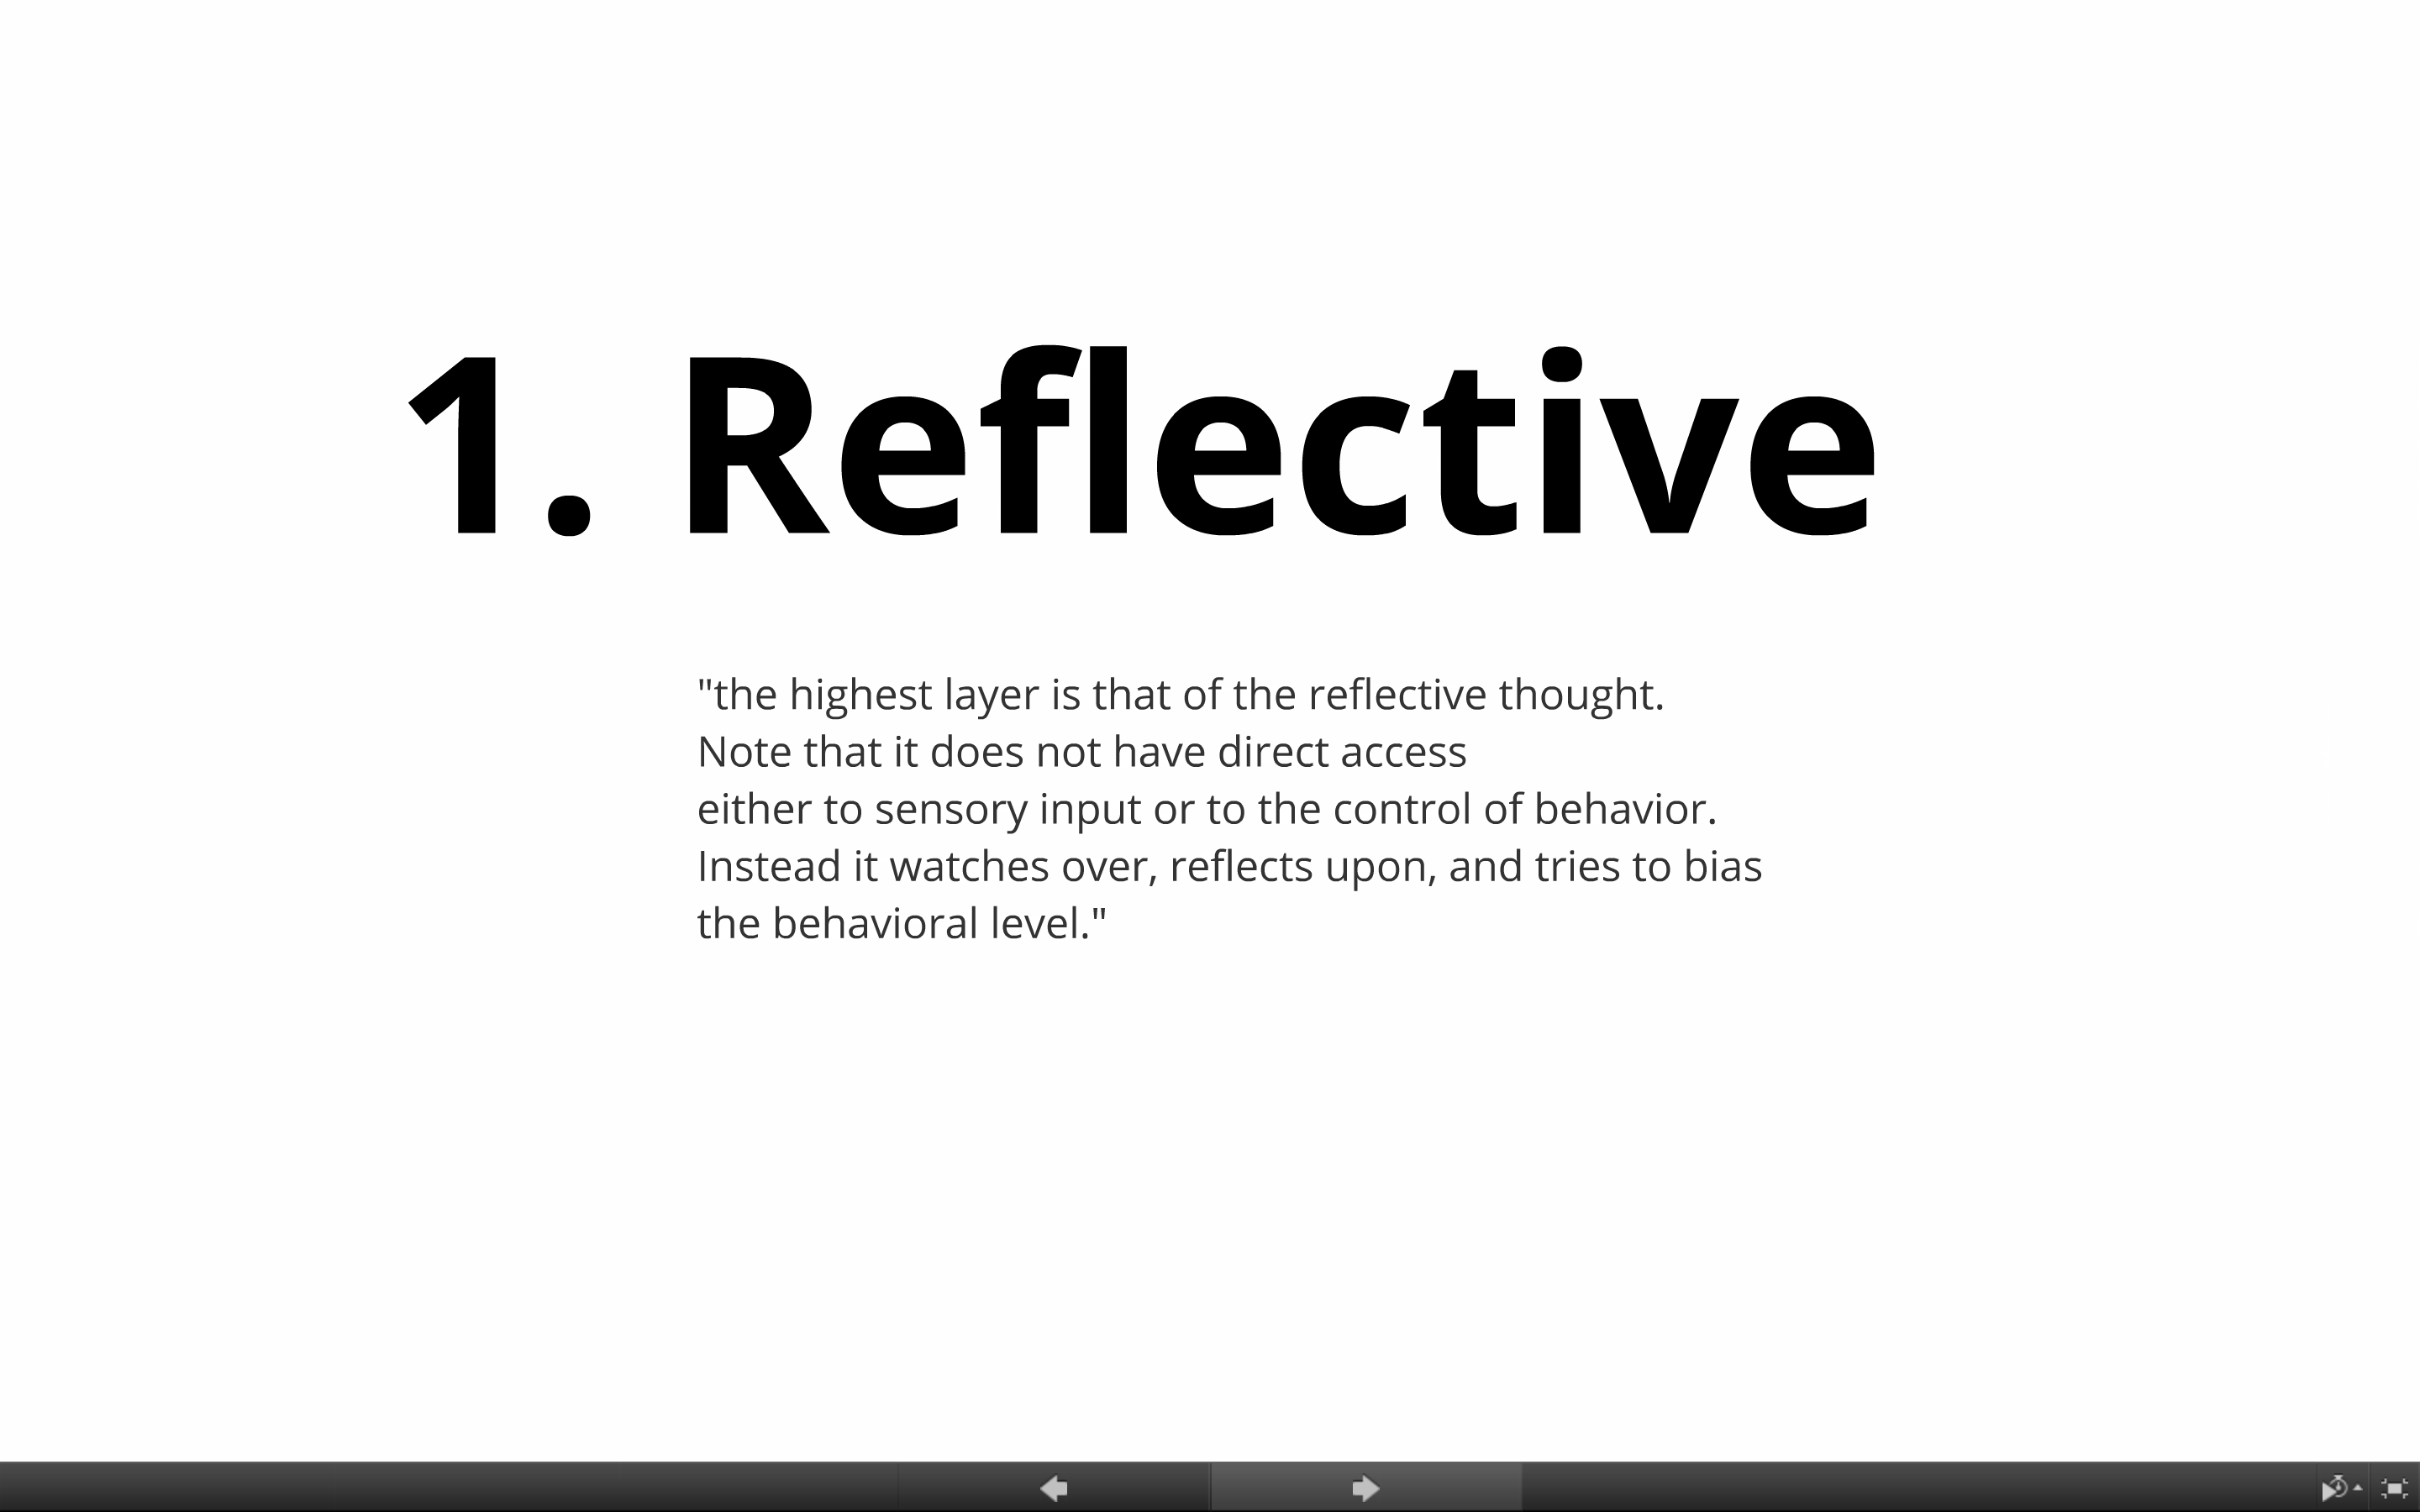 1. Reflective
"the highest layer is that of the reflective thought.
Note that it does not have direct access
either to sensory input or to the control of behavior.
Instead it watches over, reflects upon, and tries to bias
the behavioral level."